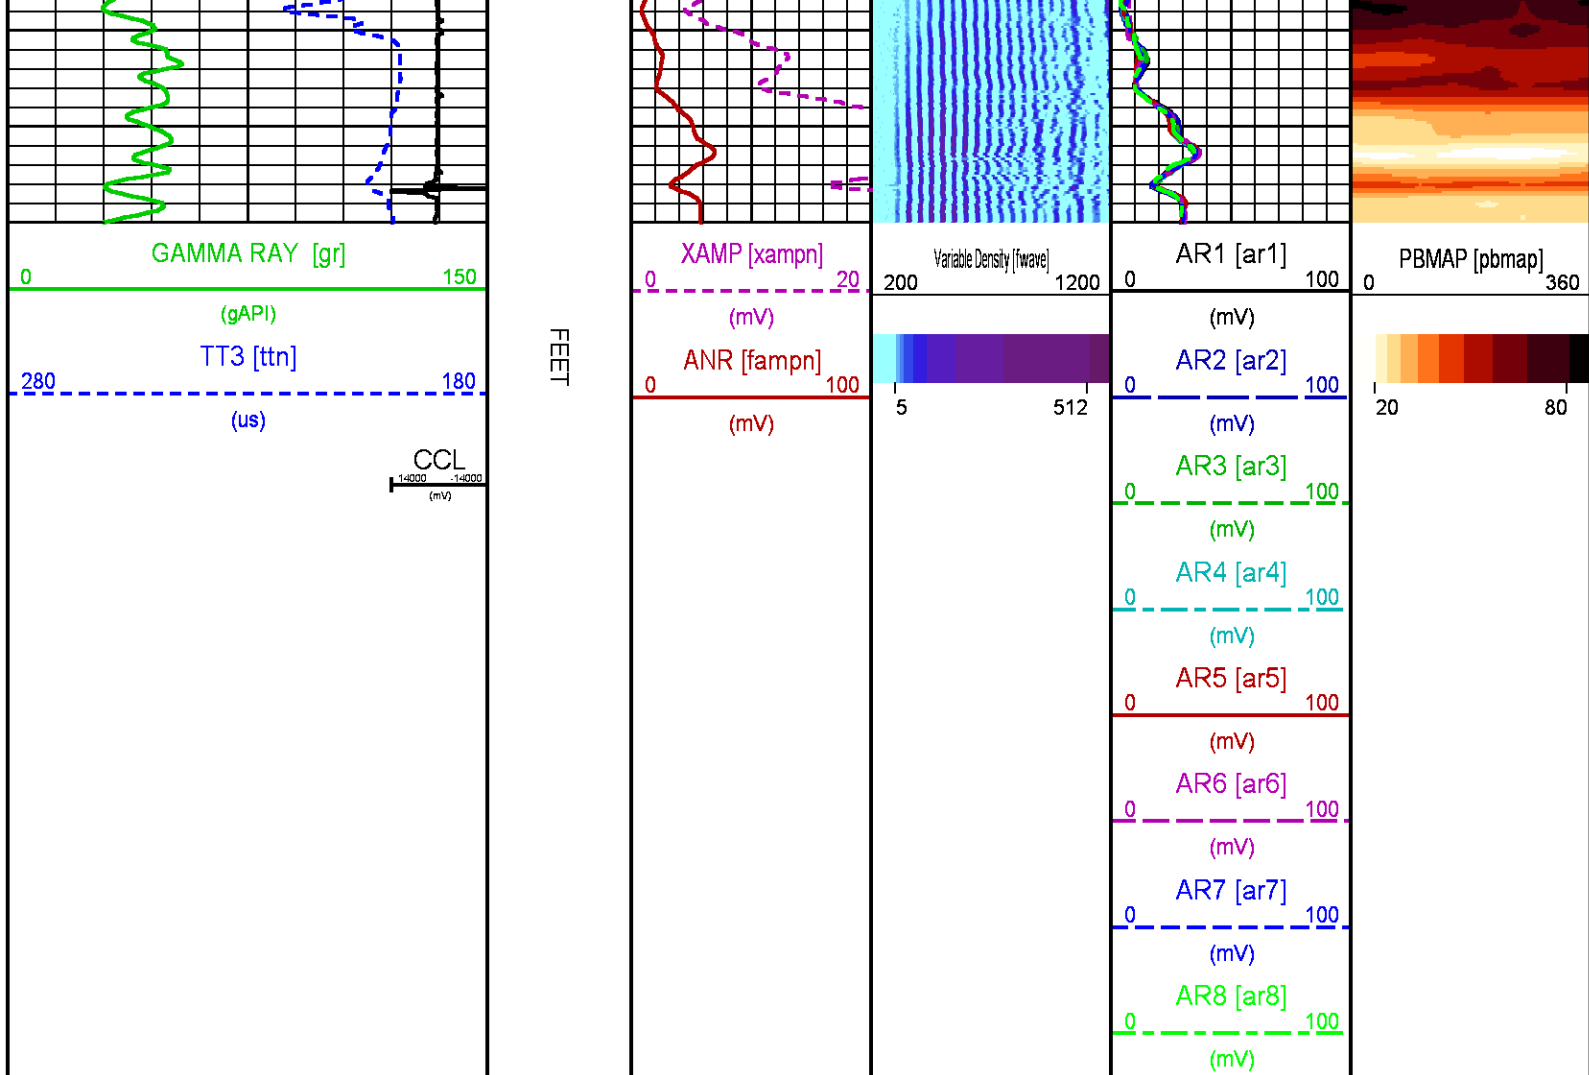 GAMMA RAY [gr]
0 150
(gAPI)
TT3 [ttn]
280 180
(us)
CCL
14000 -14000
(mV)
FEET
XAMP [xampn]
0 20
(mV)
ANR [fampn]
0 100
(mV)
Variable Density [fwave]
200 1200
5 512
AR1 [ar1]
0 100
(mV)
AR2 [ar2]
0 100
(mV)
AR3 [ar3]
0 100
(mV)
AR4 [ar4]
0 100
(mV)
AR5 [ar5]
0 100
(mV)
AR6 [ar6]
0 100
(mV)
AR7 [ar7]
0 100
(mV)
AR8 [ar8]
0 100
(mV)
PBMAP [pbmap]
0 360
20 80